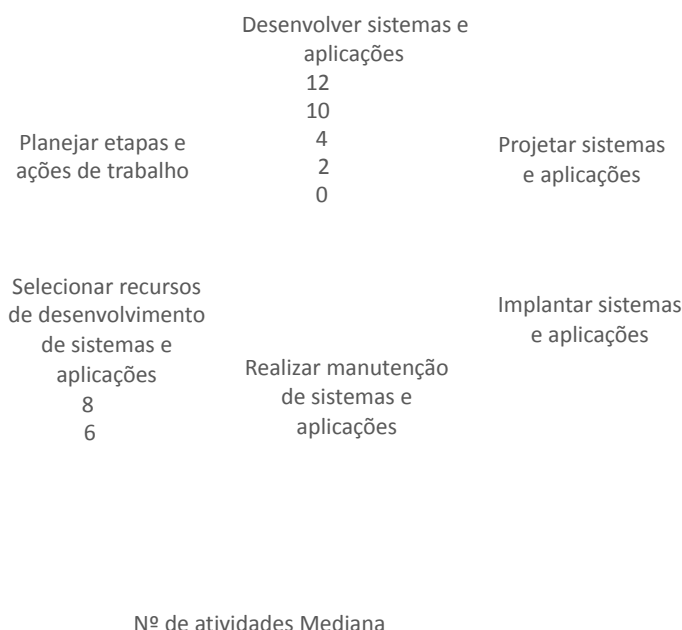 Desenvolver sistemas e
aplicações
12
10
4
2
0
Planejar etapas e
ações de trabalho
Projetar sistemas
e aplicações
Selecionar recursos
de desenvolvimento
de sistemas e
aplicações
8
6
Realizar manutenção
de sistemas e
aplicações
Implantar sistemas
e aplicações
Nº de atividades Mediana